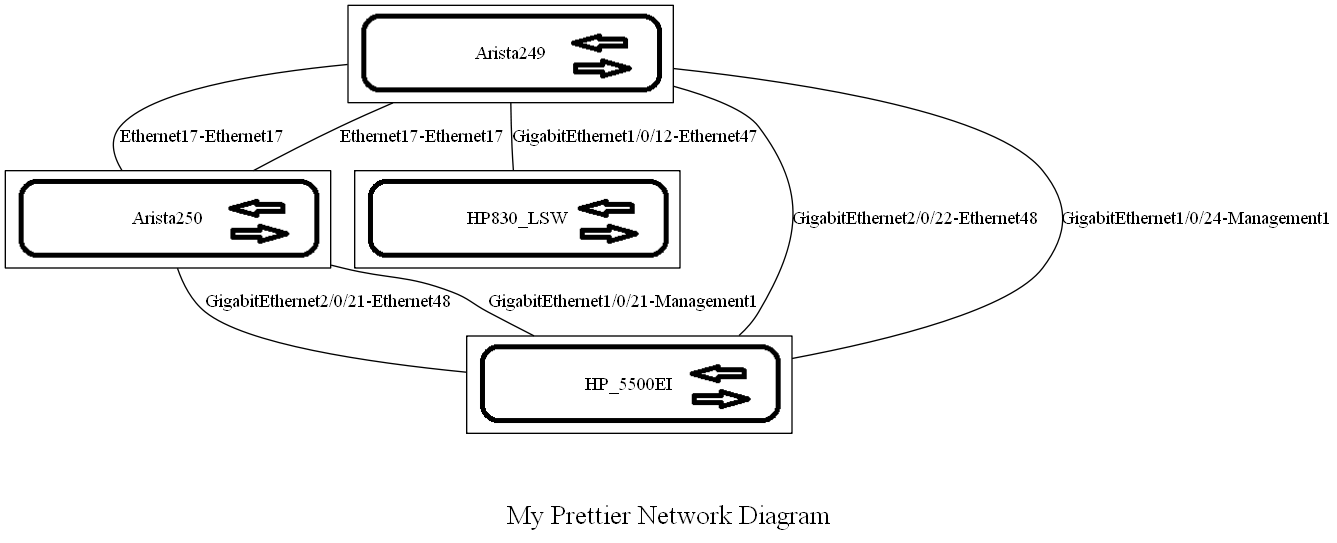 Arista249
Ethernet17-Ethernet17
Ethernet17-Ethernet17
GigabitEthernet1/0/12-Ethernet47
Arista250
HP830_LSW
GigabitEthernet2/0/22-Ethernet48
GigabitEthernet1/0/24-Management1
GigabitEthernet2/0/21-Ethernet48
GigabitEthernet1/0/21-Management1
HP_5500EI
My Prettier Network Diagram